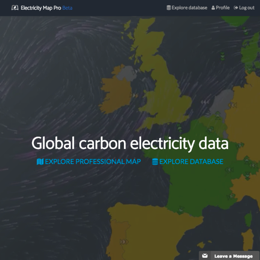 Electricity Map Pro Beta Explore database Profile Log out
Global carbon electricity data
EXPLORE PROFESSIONAL MAP EXPLORE DATABASE
Leave a Message